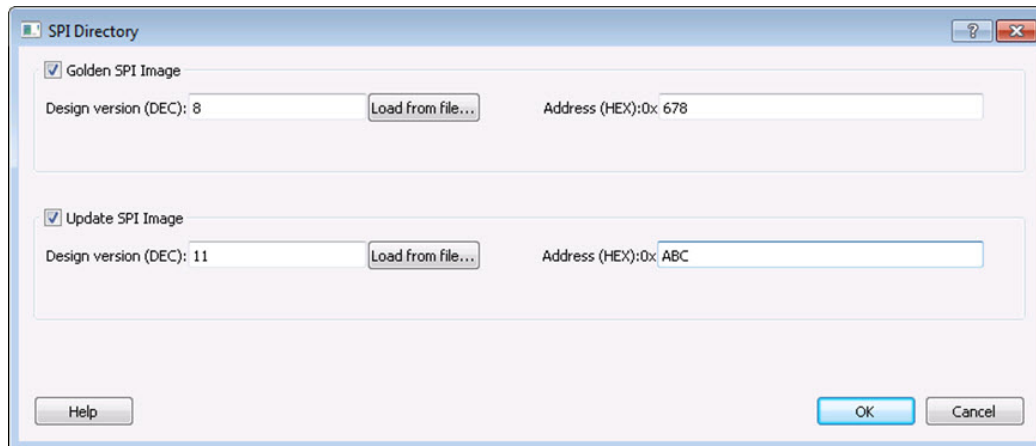 SPI Directory
Golden SPI Image
Design version (DEC): 8 Load from file... Address (HEX):0x 678
Update SPI Image
Design version (DEC): 11 Load from file... Address (HEX):0x ABC
Help OK Cancel